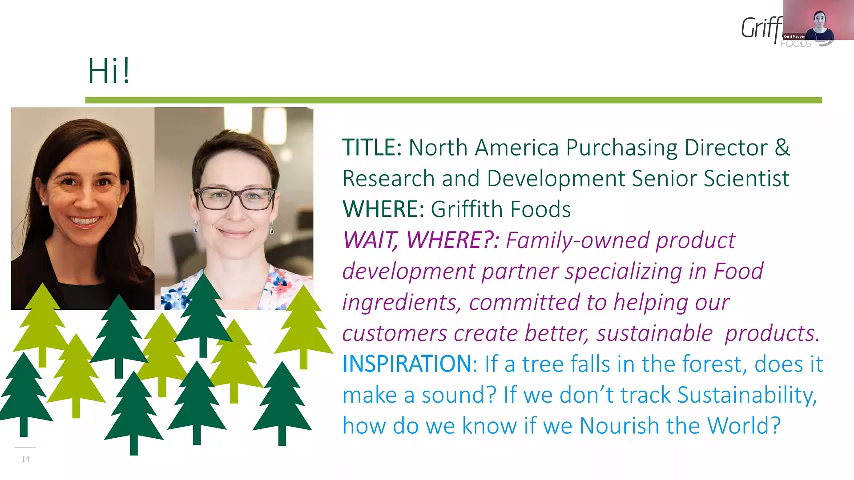 Griff
FOODS
Hi!
TITLE: North America Purchasing Director &
Research and Development Senior Scientist
WHERE: Griffith Foods
WAIT, WHERE?: Family-owned product
development partner specializing in Food
ingredients, committed to helping our
customers create better, sustainable products.
INSPIRATION: If a tree falls in the forest, does it
make a sound? If we don’t track Sustainability,
how do we know if we Nourish the World?
14